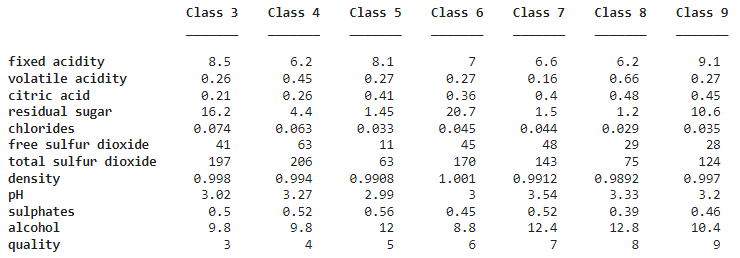 Class 3 Class 4 Class 5 Class 6 Class 7 Class 8 Class 9
fixed acidity 8.5 6.2 8.1 7 6.6 6.2 9.1
volatile acidity 0.26 0.45 0.27 0.27 0.16 0.66 0.27
citric acid 0.21 0.26 0.41 0.36 0.4 0.48 0.45
residual sugar 16.2 4.4 1.45 20.7 1.5 1.2 10.6
chlorides 0.074 0.063 0.033 0.045 0.044 0.029 0.035
free sulfur dioxide 41 63 11 45 48 29 28
total sulfur dioxide 197 206 63 170 143 75 124
density 0.998 0.994 0.9908 1.001 0.9912 0.9892 0.997
pH 3.02 3.27 2.99 3 3.54 3.33 3.2
sulphates 0.5 0.52 0.56 0.45 0.52 0.39 0.46
alcohol 9.8 9.8 12 8.8 12.4 12.8 10.4
quality 3 4 5 6 7 8 9